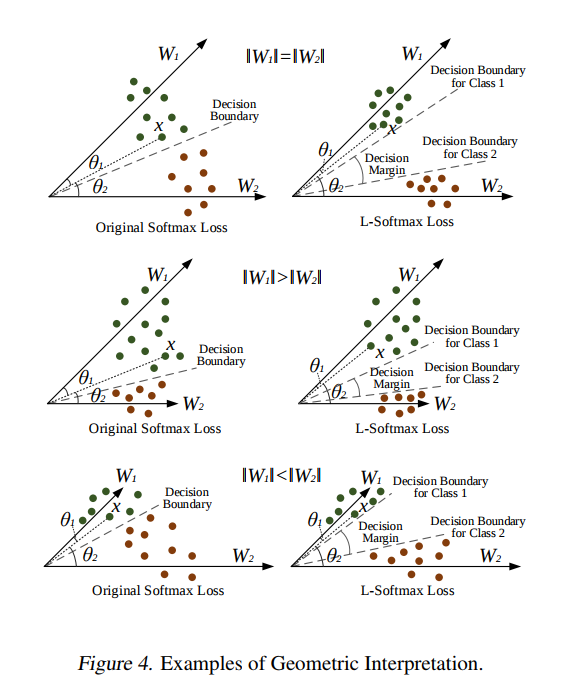 W₁
‖W₁‖=‖W₂‖
W₁
Decision Boundary
for Class 1
Decision
Boundary
x
x
θ₁
θ₂
W₂
Original Softmax Loss
θ₁
Decision
Margin
Decision Boundary
for Class 2
θ₂
W₂
L-Softmax Loss
W₁
‖W₁‖>‖W₂‖
W₁
x
Decision
Boundary
θ₁
θ₂
W₂
Original Softmax Loss
Decision Boundary
for Class 1
x
θ₁
Decision
Margin
Decision Boundary
for Class 2
θ₂
W₂
L-Softmax Loss
W₁
‖W₁‖<‖W₂‖
W₁
Decision
Boundary
x
θ₁
θ₂
W₂
Original Softmax Loss
Decision Boundary
for Class 1
x
θ₁
Decision
Margin
Decision Boundary
for Class 2
θ₂
W₂
L-Softmax Loss
Figure 4. Examples of Geometric Interpretation.